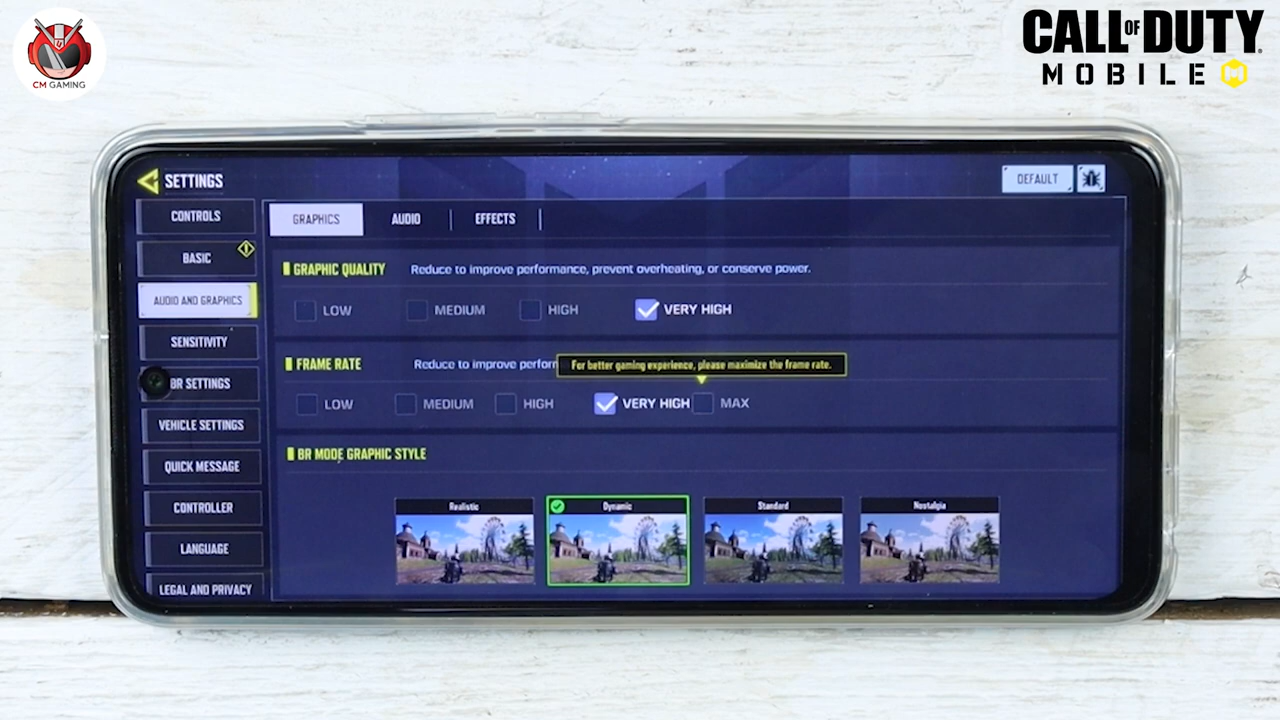 CM GAMING
CALL OF DUTY
MOBILE
SETTINGS
DEFAULT
CONTROLS
BASIC
AUDIO AND GRAPHICS
SENSITIVITY
BR SETTINGS
VEHICLE SETTINGS
QUICK MESSAGE
CONTROLLER
LANGUAGE
LEGAL AND PRIVACY
GRAPHICS AUDIO EFFECTS
GRAPHIC QUALITY Reduce to improve performance, prevent overheating, or conserve power.
LOW MEDIUM HIGH VERY HIGH
FRAME RATE Reduce to improve perfor
For better gaming experience, please maximize the frame rate.
LOW MEDIUM HIGH VERY HIGH MAX
BR MODE GRAPHIC STYLE
Realistic Dynamic Standard Nostalgia